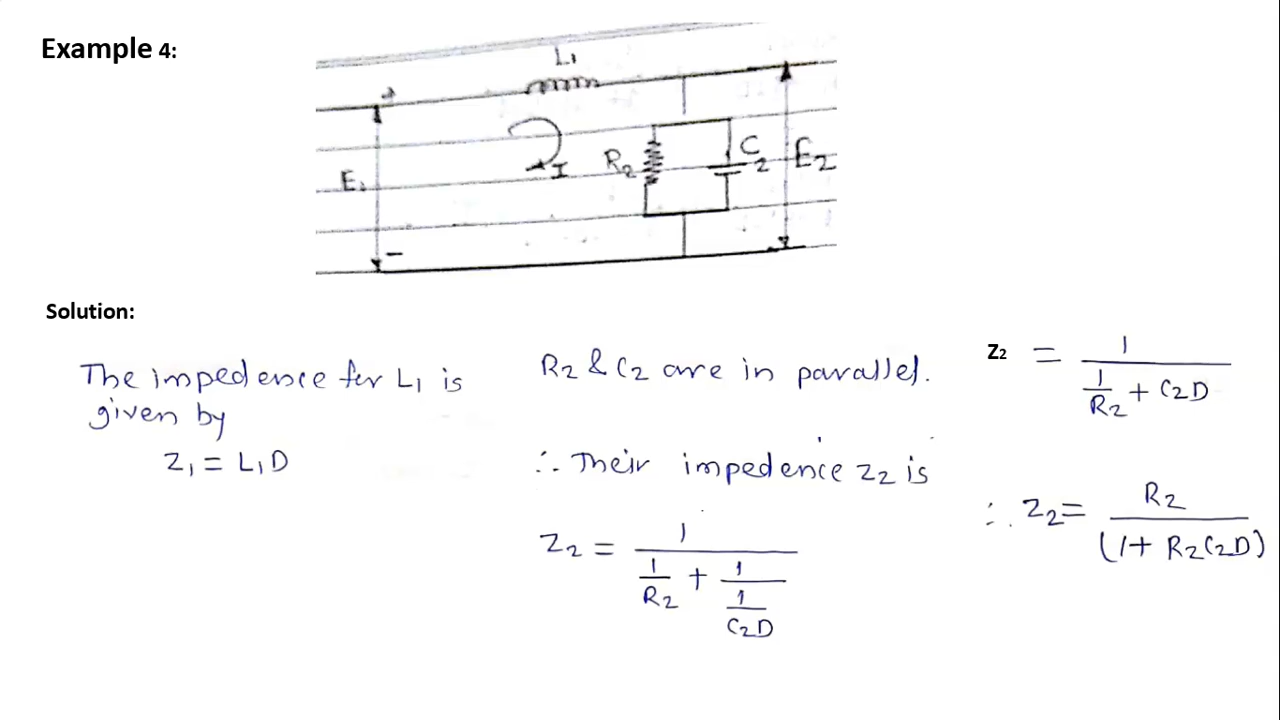 Example 4:
L1
+
I
R2
C2
E2
E1
-
Solution:
The impedence for L1 is
given by
Z1 = L1D
R2 & C2 are in parallel.
∴ Their impedence Z2 is
Z2 = 1 / (1/R2 + 1/(1/C2D))
Z2 = 1 / (1/R2 + C2D)
∴ Z2 = R2 / (1 + R2C2D)